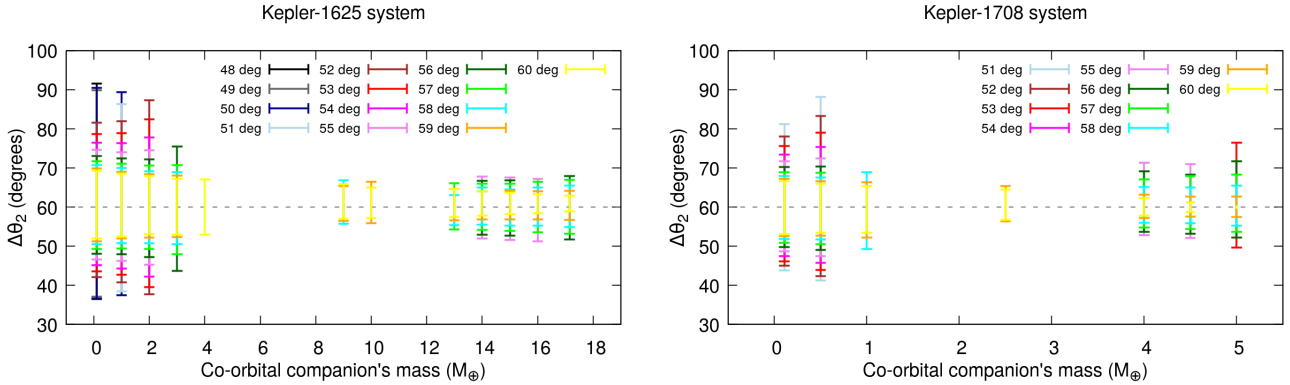 Kepler-1625 system
Δθ₂ (degrees)
100
90
80
70
60
50
40
30
48 deg 52 deg 56 deg 60 deg
49 deg 53 deg 57 deg
50 deg 54 deg 58 deg
51 deg 55 deg 59 deg
0 2 4 6 8 10 12 14 16 18
Co-orbital companion's mass (M⊕)
Kepler-1708 system
Δθ₂ (degrees)
100
90
80
70
60
50
40
30
51 deg 55 deg 59 deg
52 deg 56 deg 60 deg
53 deg 57 deg
54 deg 58 deg
0 1 2 3 4 5
Co-orbital companion's mass (M⊕)